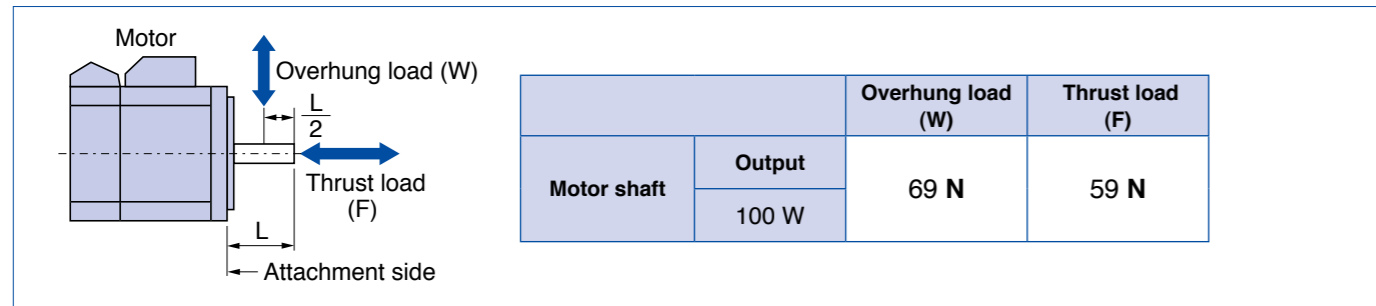 Motor
Overhung load (W)
L
2
Thrust load
(F)
L
Attachment side
Overhung load
(W)
Thrust load
(F)
Motor shaft
Output
69 N
59 N
100 W